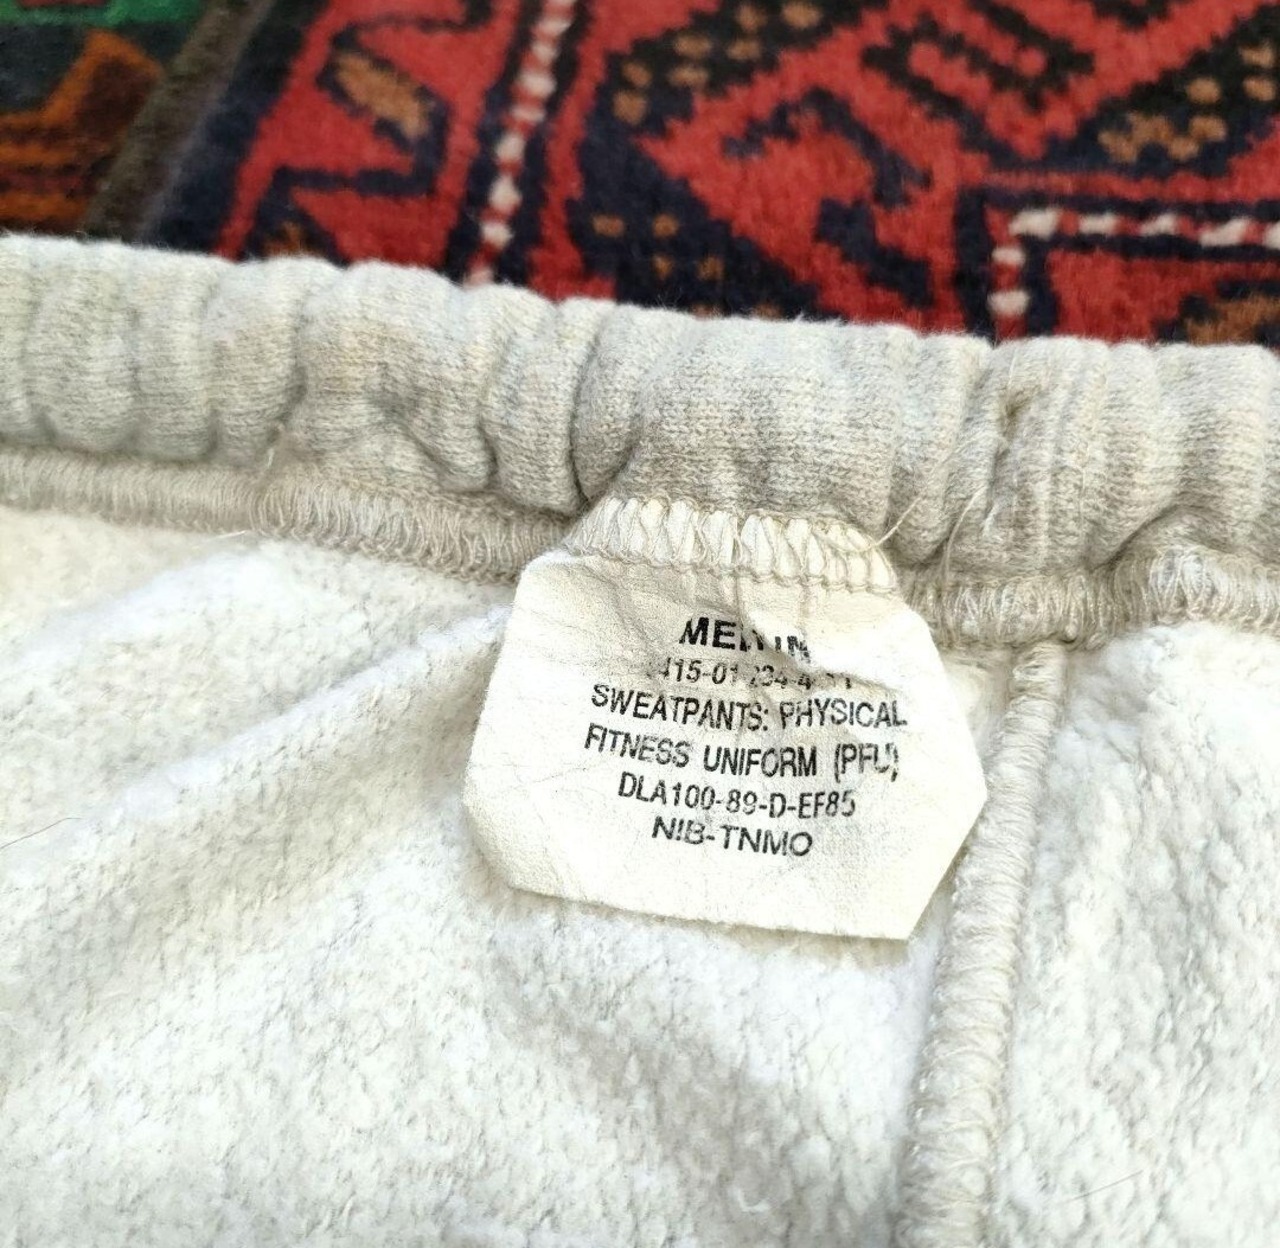 SWEATPANTS: PHYSICAL
FITNESS UNIFORM (PFU)
DLA100-89-D-EF85
NIB-TNMO